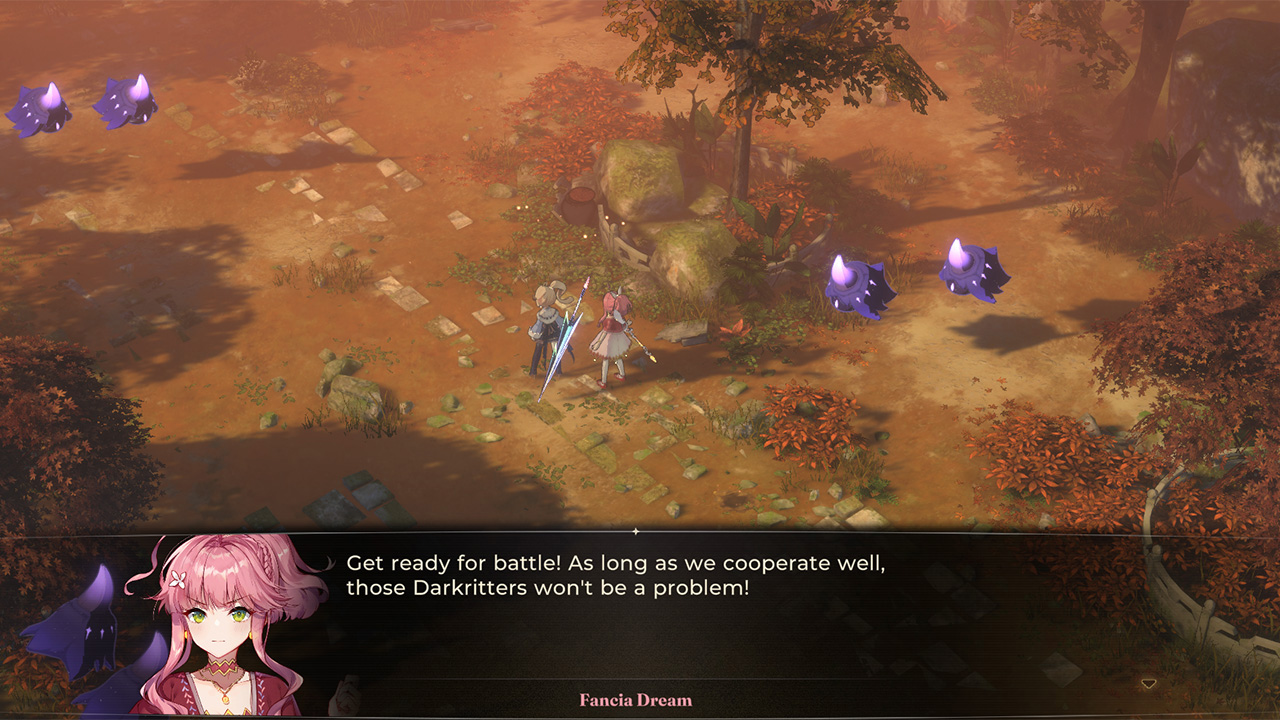 Get ready for battle! As long as we cooperate well,
those Darkritters won't be a problem!
Fancia Dream